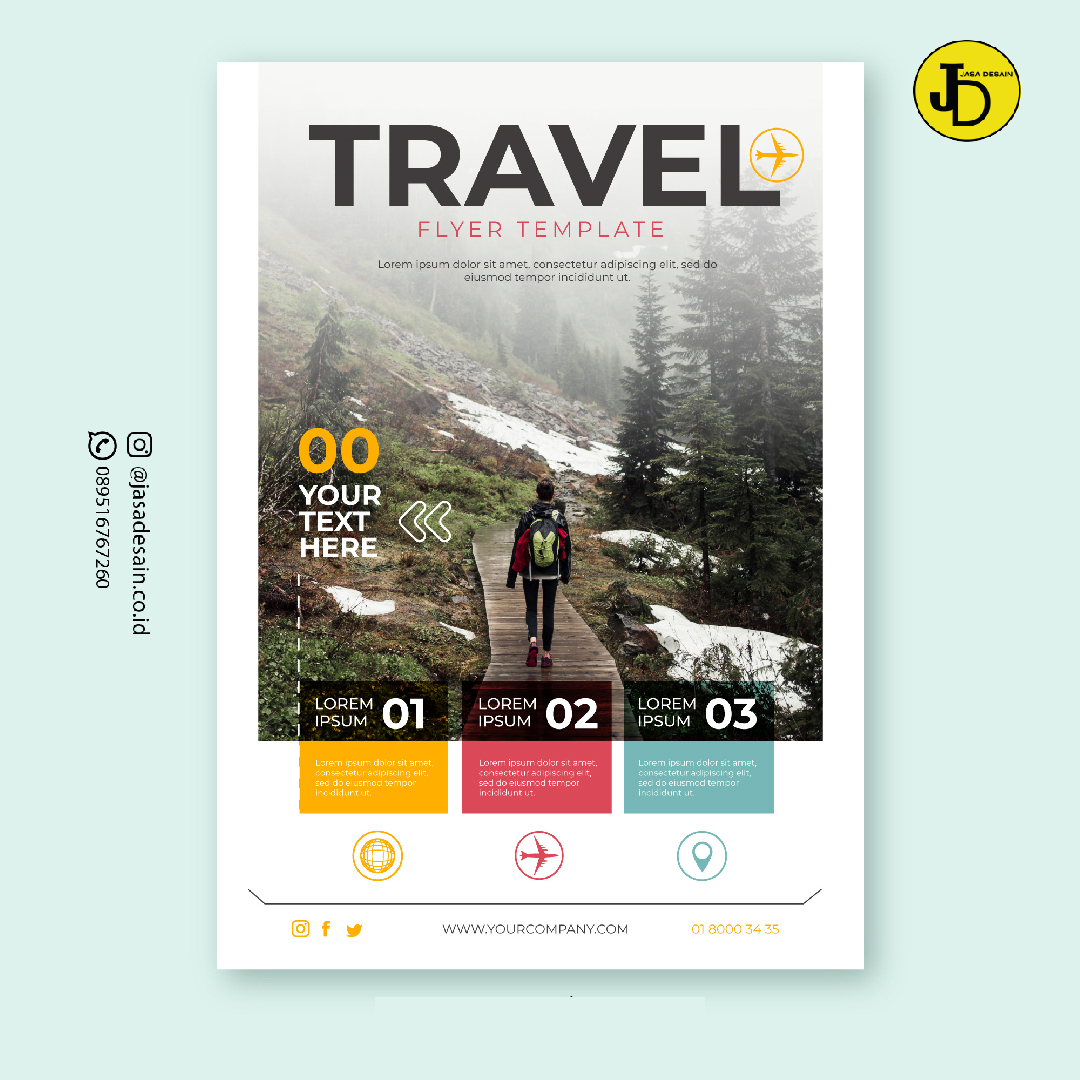 JD
JASA DESAIN
TRAVEL
FLYER TEMPLATE
Lorem ipsum dolor sit amet, consectetur adipiscing elit, sed do
eiusmod tempor incididunt ut.
00
YOUR
TEXT
HERE
@jasadesain.co.id
089516767260
LOREM
IPSUM
01
LOREM
IPSUM
02
LOREM
IPSUM
03
Lorem ipsum dolor sit amet,
consectetur adipiscing elit,
sed do eiusmod tempor
incididunt ut.
Lorem ipsum dolor sit amet,
consectetur adipiscing elit,
sed do eiusmod tempor
incididunt ut.
Lorem ipsum dolor sit amet,
consectetur adipiscing elit,
sed do eiusmod tempor
incididunt ut.
WWW.YOURCOMPANY.COM
01 8000 34 35